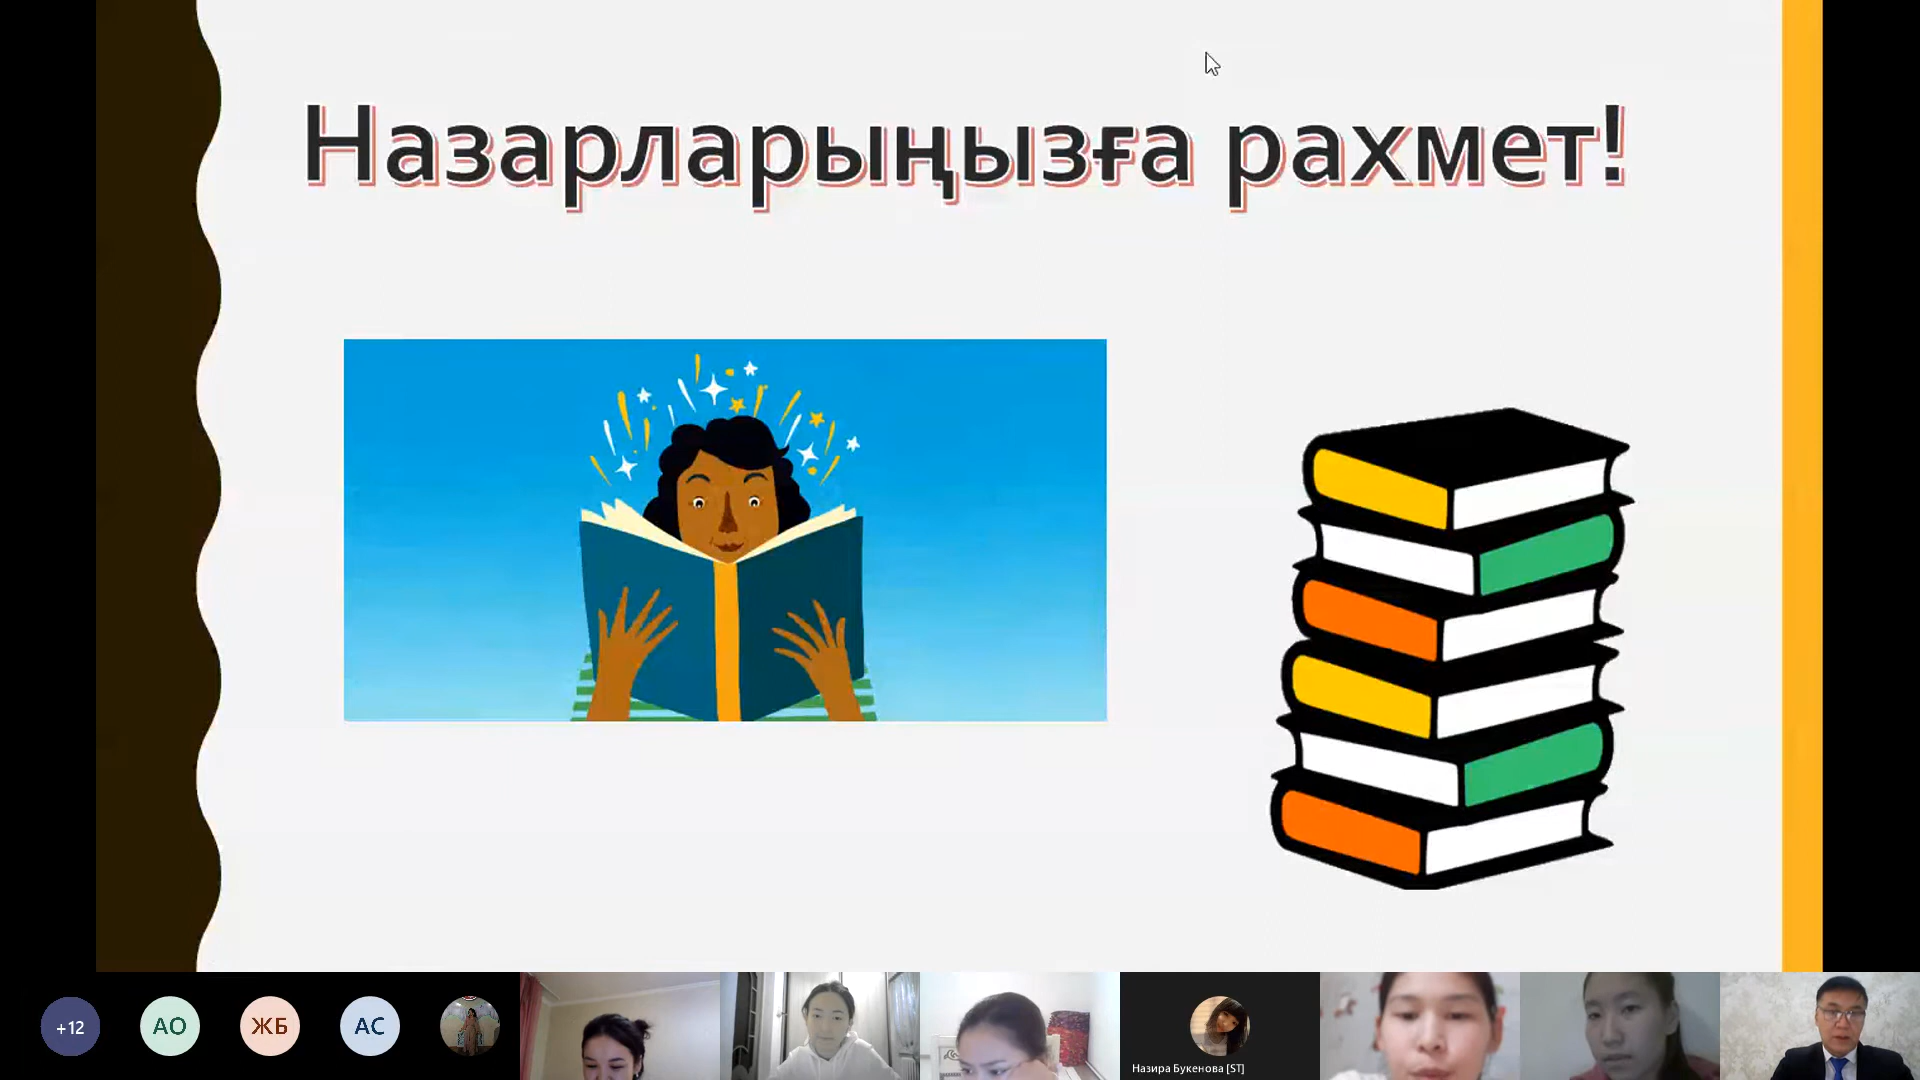 Назарларыңызға рахмет!
+12
АО
ЖБ
АС
Назира Букенова [ST]